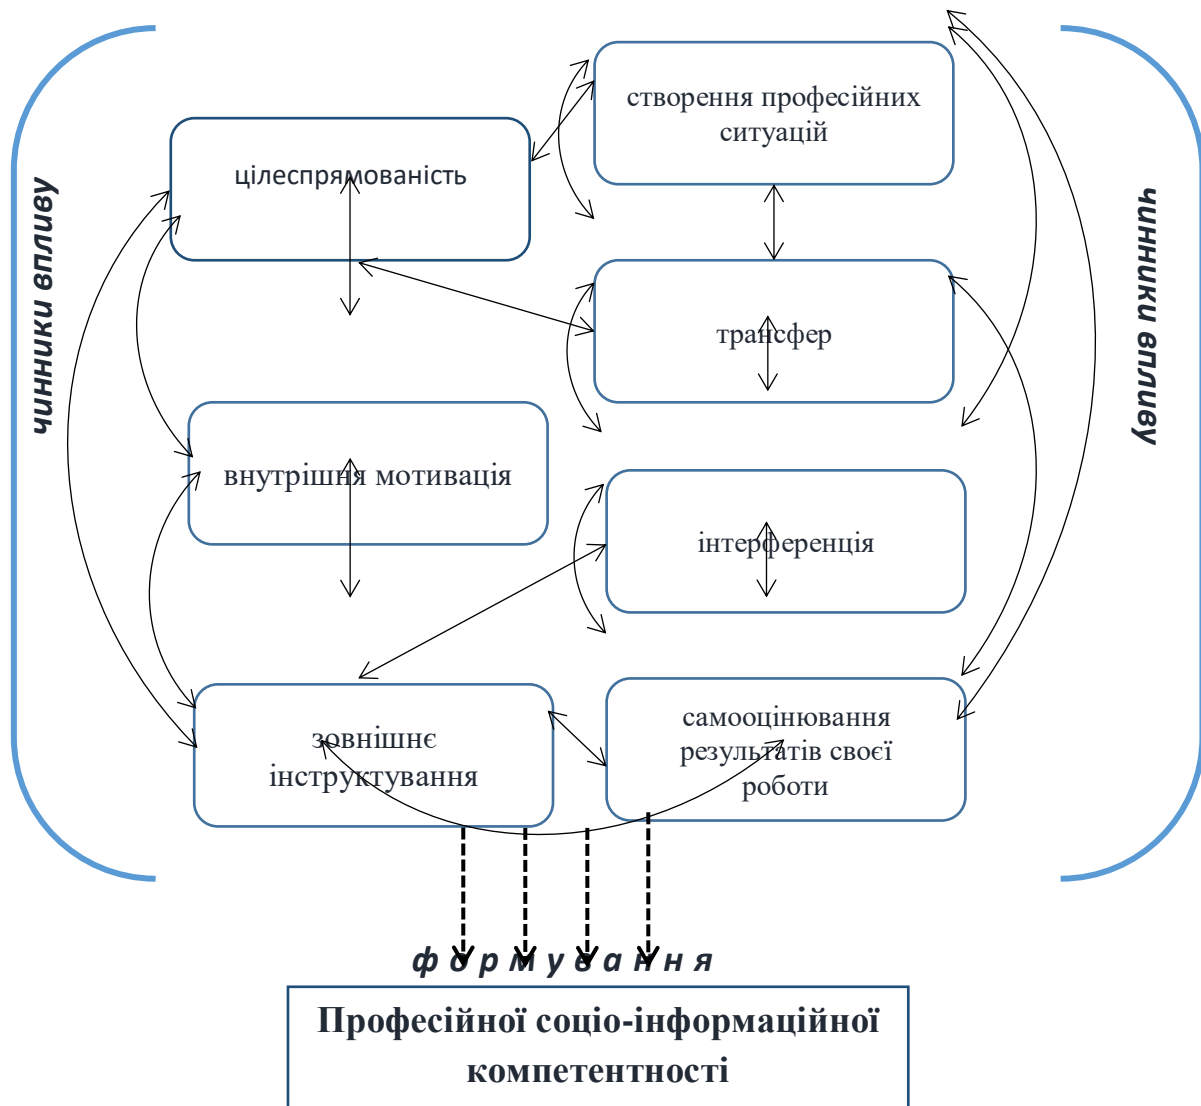 чинники впливу
цілеспрямованість
внутрішня мотивація
зовнішнє
інструктування
створення професійних
ситуацій
трансфер
інтерференція
самооцінювання
результатів своєї
роботи
чинники впливу
формування
Професійної соціо-інформаційної
компетентності